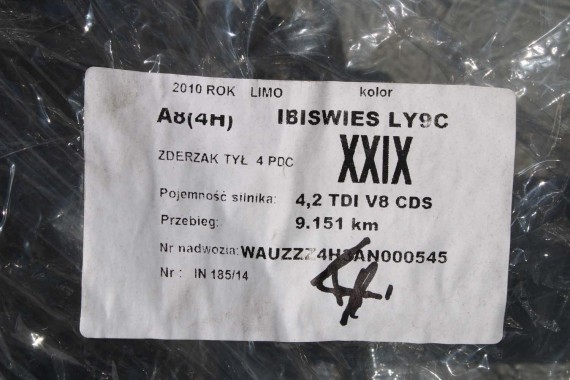 2010 ROK LIMO kolor
A8(4H) IBISWIES LY9C
XXIX
ZDERZAK TYŁ 4 PDC
Pojemność silnika: 4,2 TDI V8 CDS
Przebieg: 9.151 km
Nr nadwozia: WAUZZZ4H3AN000545
Nr : IN 185/14